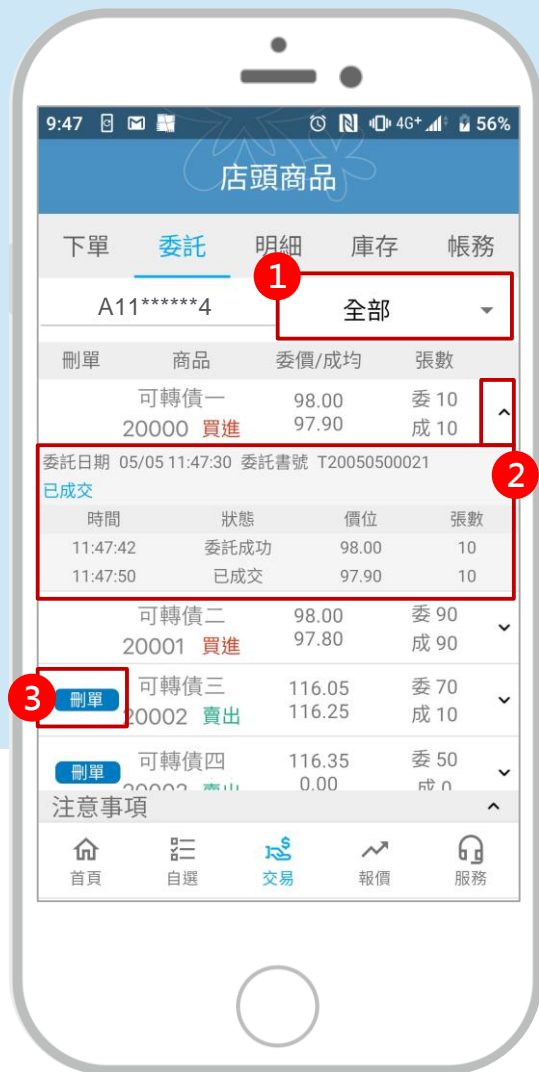 9:47 4G+ 56%
店頭商品
下單 委託 明細 庫存 帳務
1
A11******4 全部
刪單 商品 委價/成均 張數
可轉債一 98.00 委 10
20000 買進 97.90 成 10
2
委託日期 05/05 11:47:30 委託書號 T20050500021
已成交
時間 狀態 價位 張數
11:47:42 委託成功 98.00 10
11:47:50 已成交 97.90 10
可轉債二 98.00 委 90
20001 買進 97.80 成 90
3
刪單 可轉債三 116.05 委 70
20002 賣出 116.25 成 10
刪單 可轉債四 116.35 委 50
0.00 成 0
注意事項
首頁 自選 交易 報價 服務